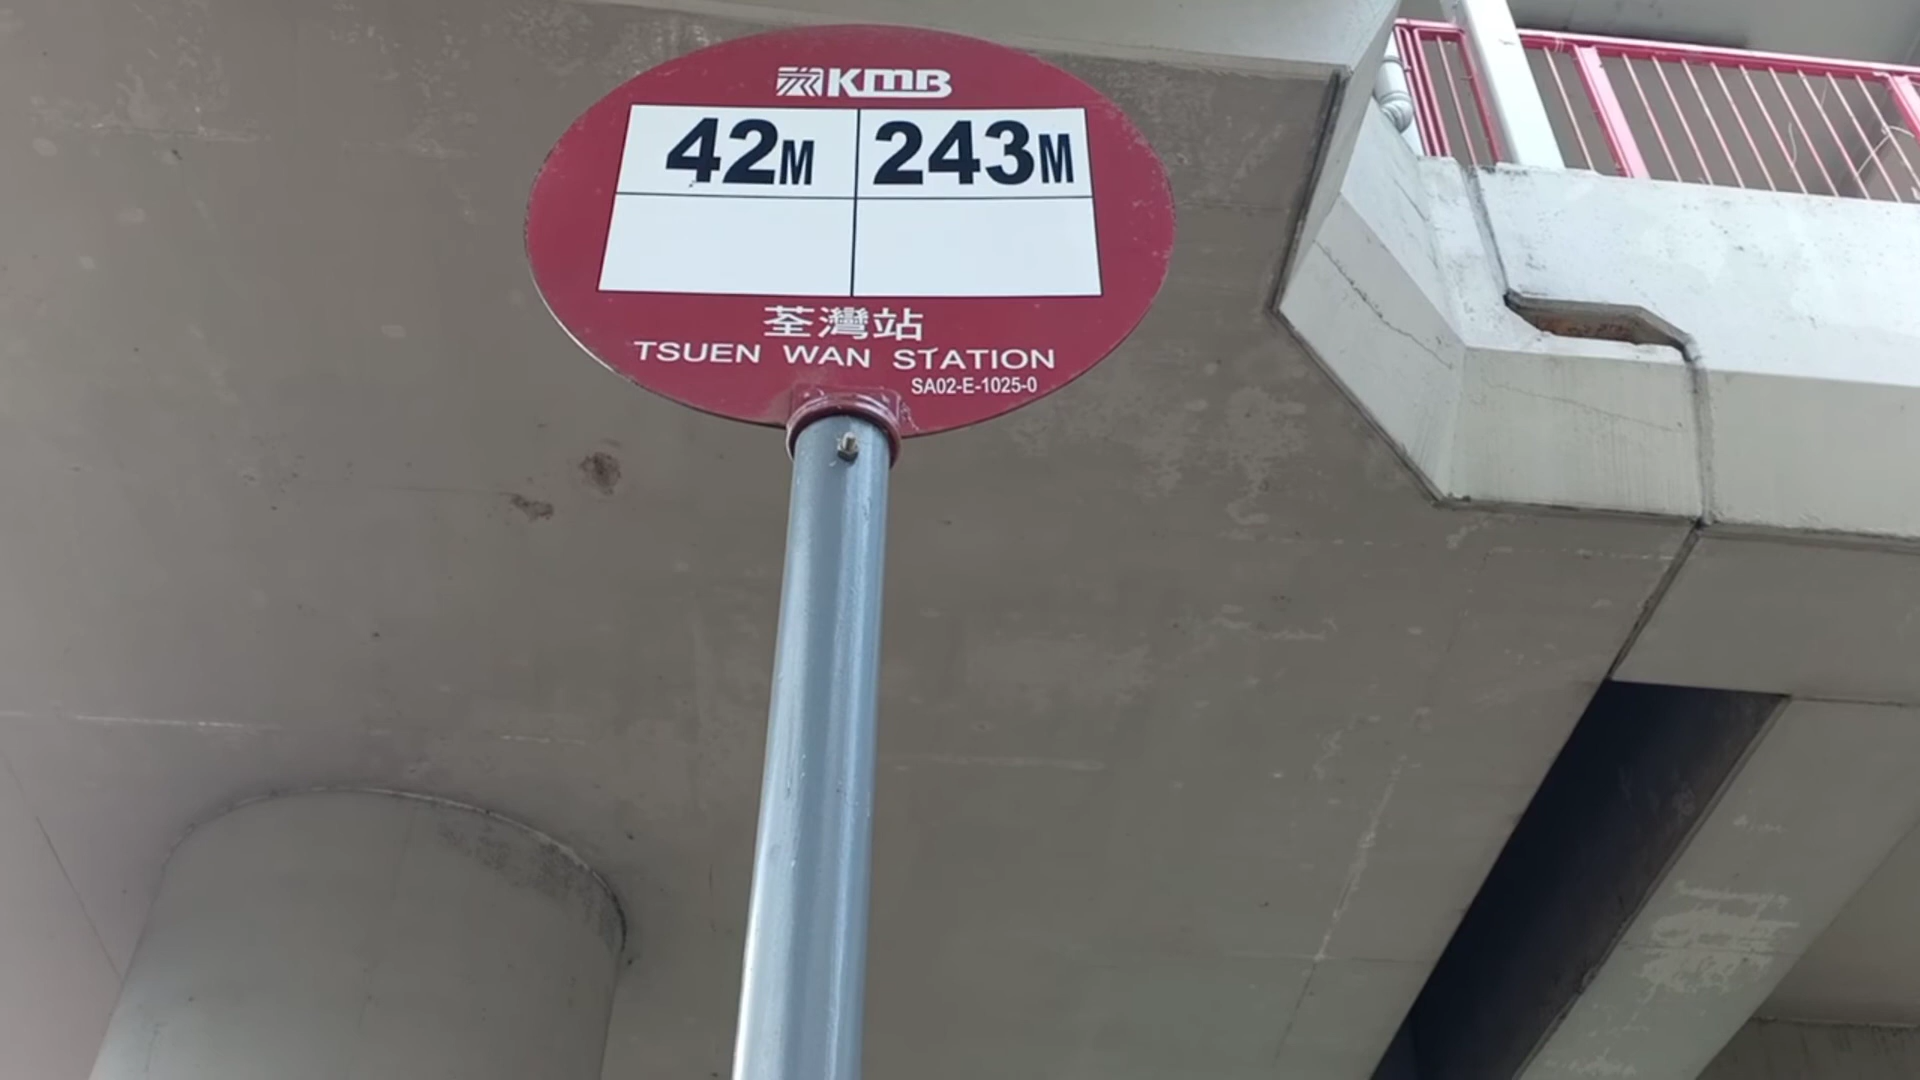 KMB
42M 243M
荃灣站
TSUEN WAN STATION
SA02-E-1025-0